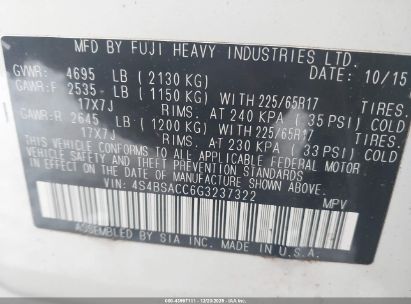 MFD BY FUJI HEAVY INDUSTRIES LTD.
GVWR: 4695 LB (2130 KG) DATE: 10/15
GAWR:F 2535 LB (1150 KG) WITH 225/65R17 TIRES.
17X7J RIMS. AT 240 KPA (35 PSI) COLD
GAWR:R 2645 LB (1200 KG) WITH 225/65R17 TIRES.
17X7J RIMS. AT 230 KPA (33 PSI) COLD
THIS VEHICLE CONFORMS TO ALL APPLICABLE FEDERAL MOTOR
VEHICLE SAFETY AND THEFT PREVENTION STANDARDS IN EFFECT
ON THE DATE OF MANUFACTURE SHOWN ABOVE.
VIN: 4S4BSACC6G3237322 MPV
ASSEMBLED BY SIA INC. MADE IN U.S.A.